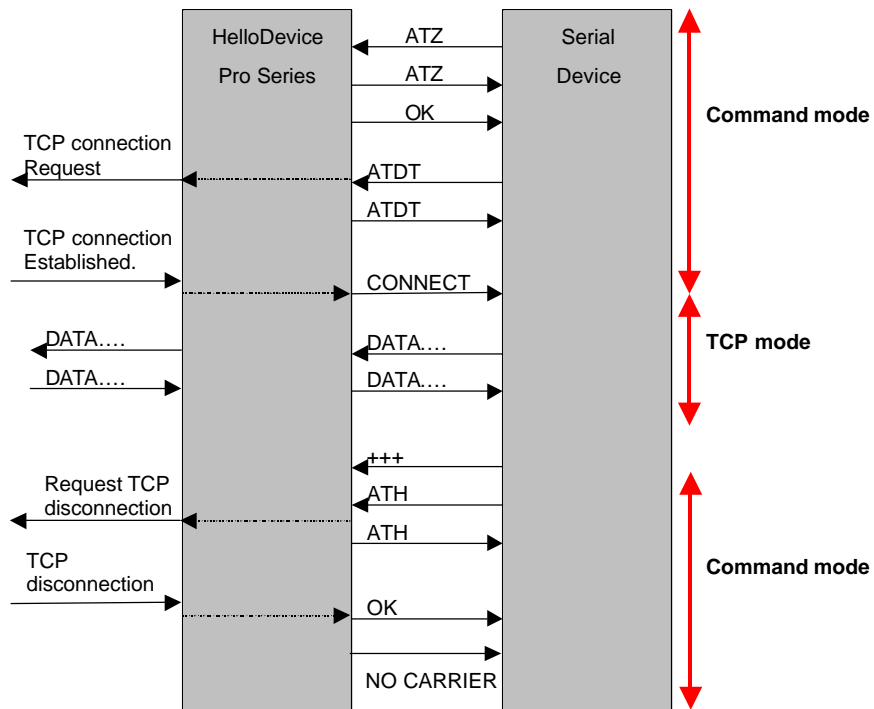 HelloDevice
Pro Series
Serial
Device
ATZ
ATZ
OK
Command mode
TCP connection
Request
ATDT
ATDT
TCP connection
Established.
CONNECT
DATA….
DATA….
TCP mode
DATA….
DATA….
+++
Request TCP
disconnection
ATH
ATH
TCP
disconnection
Command mode
OK
NO CARRIER